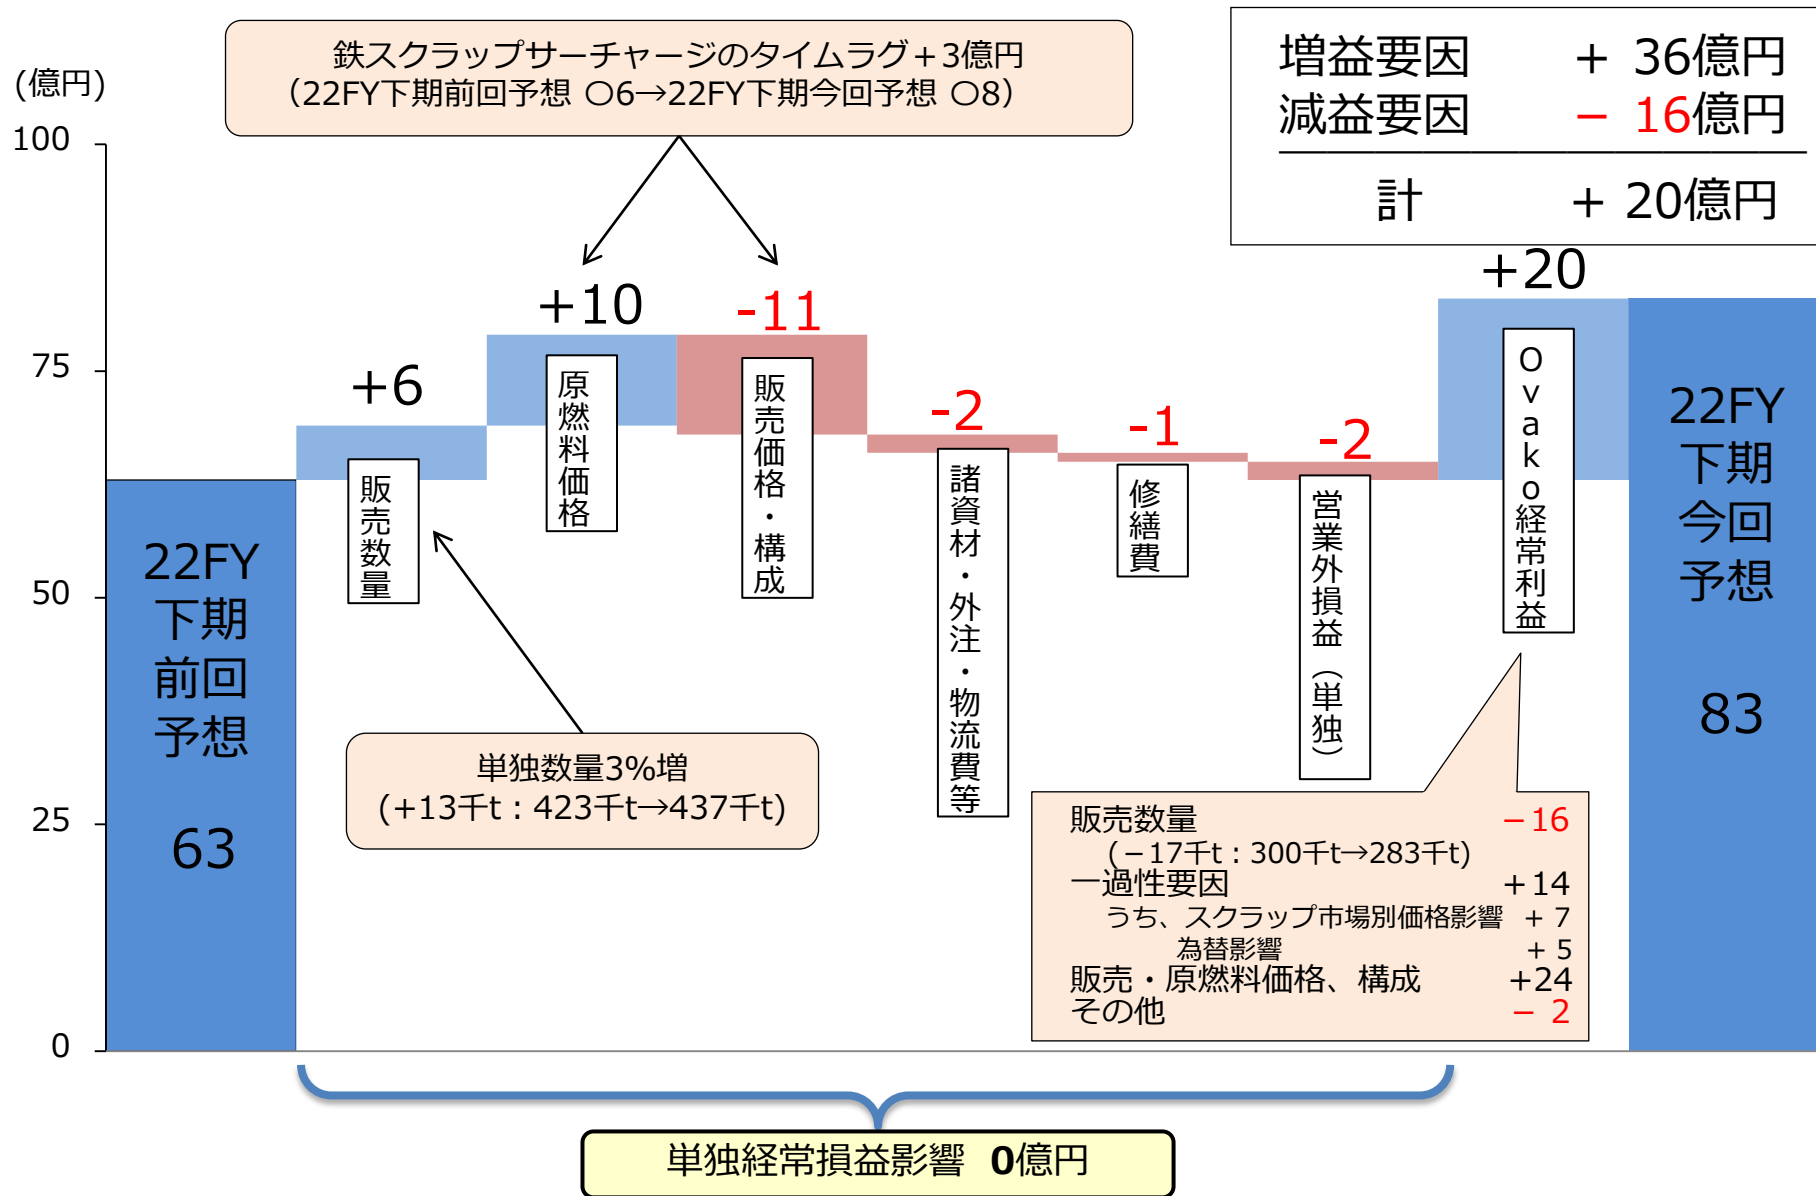 鉄スクラップサーチャージのタイムラグ+3億円
（22FY下期前回予想 〇6→22FY下期今回予想 〇8）
増益要因 + 36億円
減益要因 － 16億円
計 + 20億円
(億円)
100
75
50
25
0
+6
+10
-11
-2
-1
-2
+20
22FY
下期
前回
予想
63
販売数量
原燃料価格
販売価格・構成
諸資材・外注・物流費等
修繕費
営業外損益（単独）
Ovako経常利益
22FY
下期
今回
予想
83
単独数量3%増
(+13千t：423千t→437千t)
販売数量 －16
(－17千t：300千t→283千t)
一過性要因 +14
うち、スクラップ市場別価格影響 + 7
為替影響 + 5
販売・原燃料価格、構成 +24
その他 － 2
単独経常損益影響 0億円